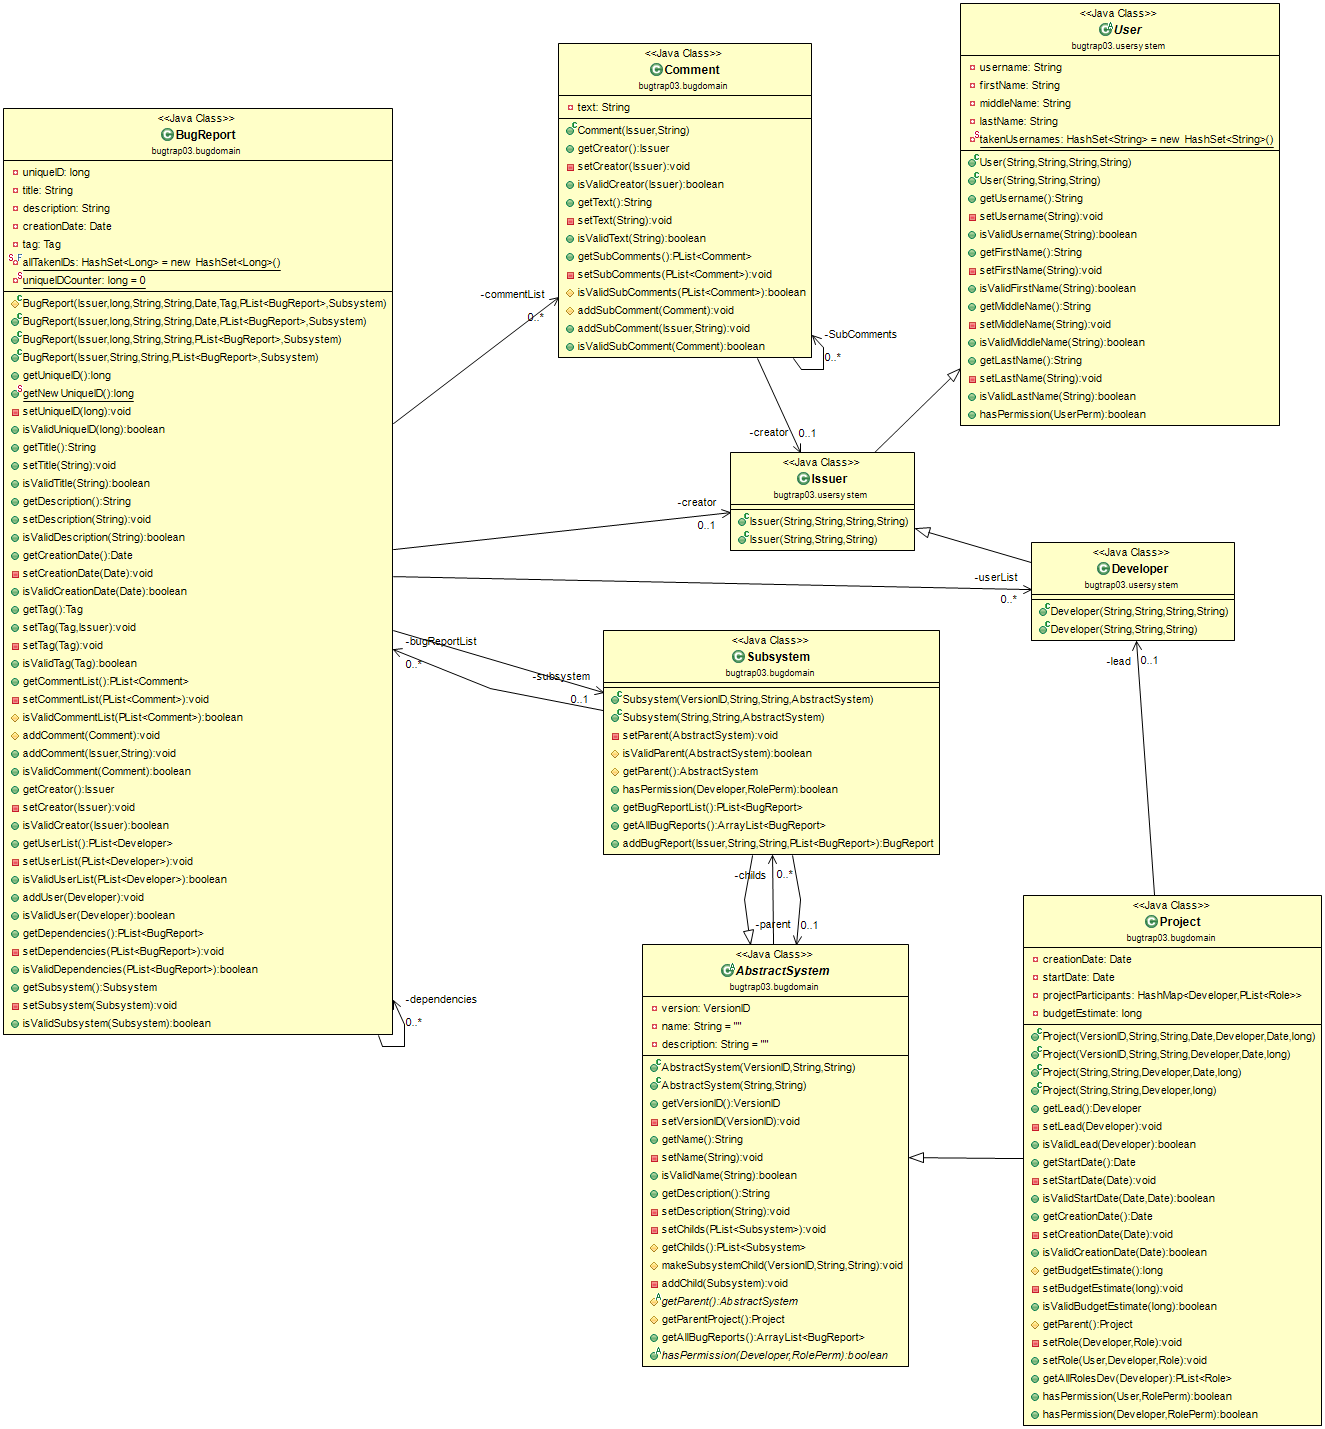 <<Java Class>>
BugReport
bugtrap03.bugdomain
uniqueID: long
title: String
description: String
creationDate: Date
tag: Tag
allTakenIDs: HashSet<Long> = new HashSet<Long>()
uniqueIDCounter: long = 0
BugReport(Issuer,long,String,String,Date,Tag,PList<BugReport>,Subsystem)
BugReport(Issuer,long,String,String,Date,PList<BugReport>,Subsystem)
BugReport(Issuer,long,String,String,PList<BugReport>,Subsystem)
BugReport(Issuer,String,String,PList<BugReport>,Subsystem)
getUniqueID():long
getNewUniqueID():long
setUniqueID(long):void
isValidUniqueID(long):boolean
getTitle():String
setTitle(String):void
isValidTitle(String):boolean
getDescription():String
setDescription(String):void
isValidDescription(String):boolean
getCreationDate():Date
setCreationDate(Date):void
isValidCreationDate(Date):boolean
getTag():Tag
setTag(Tag,Issuer):void
setTag(Tag):void
isValidTag(Tag):boolean
getCommentList():PList<Comment>
setCommentList(PList<Comment>):void
isValidCommentList(PList<Comment>):boolean
addComment(Comment):void
addComment(Issuer,String):void
isValidComment(Comment):boolean
getCreator():Issuer
setCreator(Issuer):void
isValidCreator(Issuer):boolean
getUserList():PList<Developer>
setUserList(PList<Developer>):void
isValidUserList(PList<Developer>):boolean
addUser(Developer):void
isValidUser(Developer):boolean
getDependencies():PList<BugReport>
setDependencies(PList<BugReport>):void
isValidDependencies(PList<BugReport>):boolean
getSubsystem():Subsystem
setSubsystem(Subsystem):void
isValidSubsystem(Subsystem):boolean
<<Java Class>>
Comment
bugtrap03.bugdomain
text: String
Comment(Issuer,String)
getCreator():Issuer
setCreator(Issuer):void
isValidCreator(Issuer):boolean
getText():String
setText(String):void
isValidText(String):boolean
getSubComments():PList<Comment>
setSubComments(PList<Comment>):void
isValidSubComments(PList<Comment>):boolean
addSubComment(Comment):void
addSubComment(Issuer,String):void
isValidSubComment(Comment):boolean
<<Java Class>>
User
bugtrap03.usersystem
username: String
firstName: String
middleName: String
lastName: String
takenUsernames: HashSet<String> = new HashSet<String>()
User(String,String,String,String)
User(String,String,String)
getUsername():String
setUsername(String):void
isValidUsername(String):boolean
getFirstName():String
setFirstName(String):void
isValidFirstName(String):boolean
getMiddleName():String
setMiddleName(String):void
isValidMiddleName(String):boolean
getLastName():String
setLastName(String):void
isValidLastName(String):boolean
hasPermission(UserPerm):boolean
-commentList
0..*
-SubComments
0..*
-creator
0..1
<<Java Class>>
Issuer
bugtrap03.usersystem
Issuer(String,String,String,String)
Issuer(String,String,String)
-creator
0..1
<<Java Class>>
Developer
bugtrap03.usersystem
Developer(String,String,String,String)
Developer(String,String,String)
-userList
0..*
-bugReportList
0..*
-subsystem
0..1
<<Java Class>>
Subsystem
bugtrap03.bugdomain
Subsystem(VersionID,String,String,AbstractSystem)
Subsystem(String,String,AbstractSystem)
setParent(AbstractSystem):void
isValidParent(AbstractSystem):boolean
getParent():AbstractSystem
hasPermission(Developer,RolePerm):boolean
getBugReportList():PList<BugReport>
getAllBugReports():ArrayList<BugReport>
addBugReport(Issuer,String,String,PList<BugReport>):BugReport
-lead
0..1
-childs
0..*
-parent
0..1
-dependencies
0..*
<<Java Class>>
AbstractSystem
bugtrap03.bugdomain
version: VersionID
name: String = ""
description: String = ""
AbstractSystem(VersionID,String,String)
AbstractSystem(String,String)
getVersionID():VersionID
setVersionID(VersionID):void
getName():String
setName(String):void
isValidName(String):boolean
getDescription():String
setDescription(String):void
setChilds(PList<Subsystem>):void
getChilds():PList<Subsystem>
makeSubsystemChild(VersionID,String,String):void
addChild(Subsystem):void
getParent():AbstractSystem
getParentProject():Project
getAllBugReports():ArrayList<BugReport>
hasPermission(Developer,RolePerm):boolean
<<Java Class>>
Project
bugtrap03.bugdomain
creationDate: Date
startDate: Date
projectParticipants: HashMap<Developer,PList<Role>>
budgetEstimate: long
Project(VersionID,String,String,Date,Developer,Date,long)
Project(VersionID,String,String,Developer,Date,long)
Project(String,String,Developer,Date,long)
Project(String,String,Developer,long)
getLead():Developer
setLead(Developer):void
isValidLead(Developer):boolean
getStartDate():Date
setStartDate(Date):void
isValidStartDate(Date,Date):boolean
getCreationDate():Date
setCreationDate(Date):void
isValidCreationDate(Date):boolean
getBudgetEstimate():long
setBudgetEstimate(long):void
isValidBudgetEstimate(long):boolean
getParent():Project
setRole(Developer,Role):void
setRole(User,Developer,Role):void
getAllRolesDev(Developer):PList<Role>
hasPermission(User,RolePerm):boolean
hasPermission(Developer,RolePerm):boolean